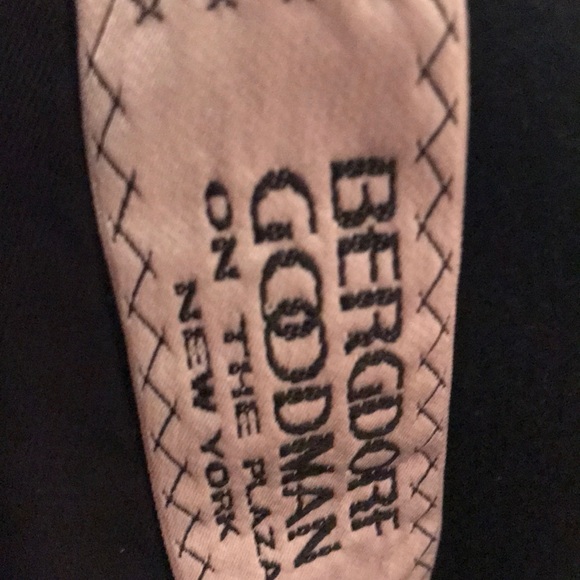 BERGDORF
GOODMAN
ON THE PLAZA
NEW YORK